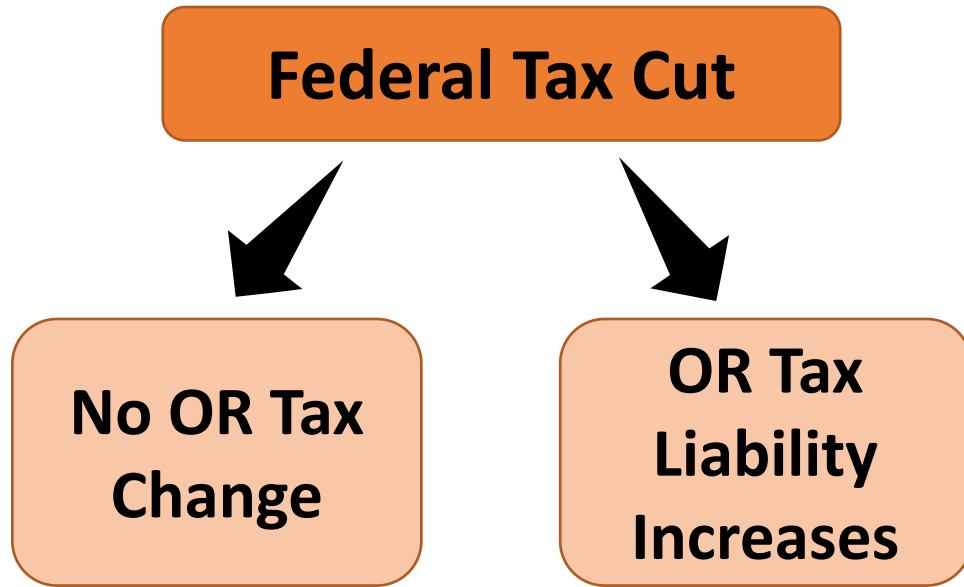 Federal Tax Cut
No OR Tax
Change
OR Tax
Liability
Increases